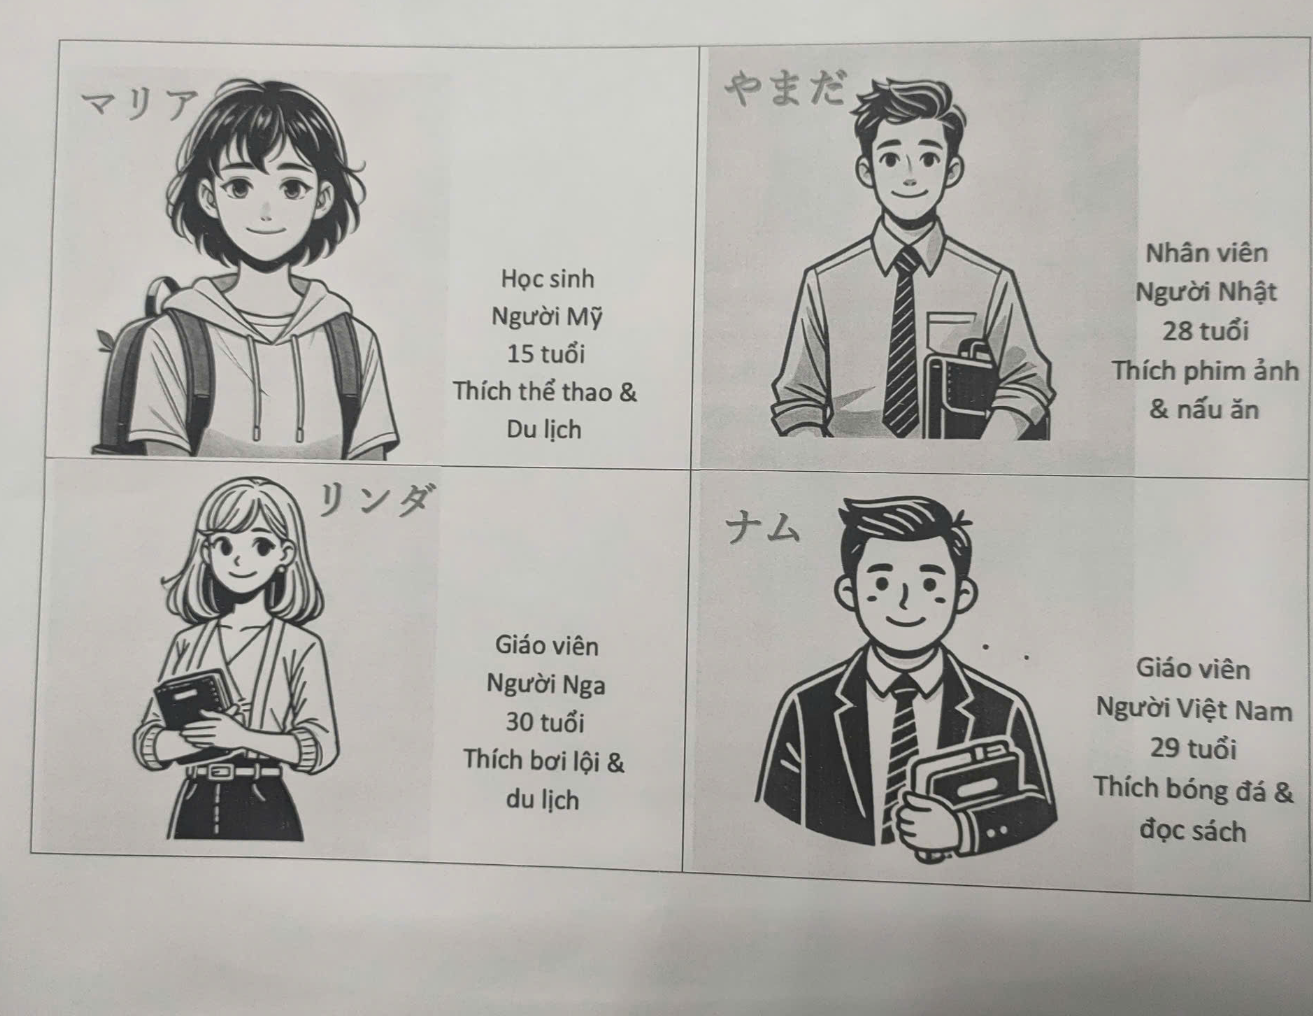 マリア
Học sinh
Người Mỹ
15 tuổi
Thích thể thao &
Du lịch
やまだ
Nhân viên
Người Nhật
28 tuổi
Thích phim ảnh
& nấu ăn
リンダ
Giáo viên
Người Nga
30 tuổi
Thích bơi lội &
du lịch
ナム
Giáo viên
Người Việt Nam
29 tuổi
Thích bóng đá &
đọc sách